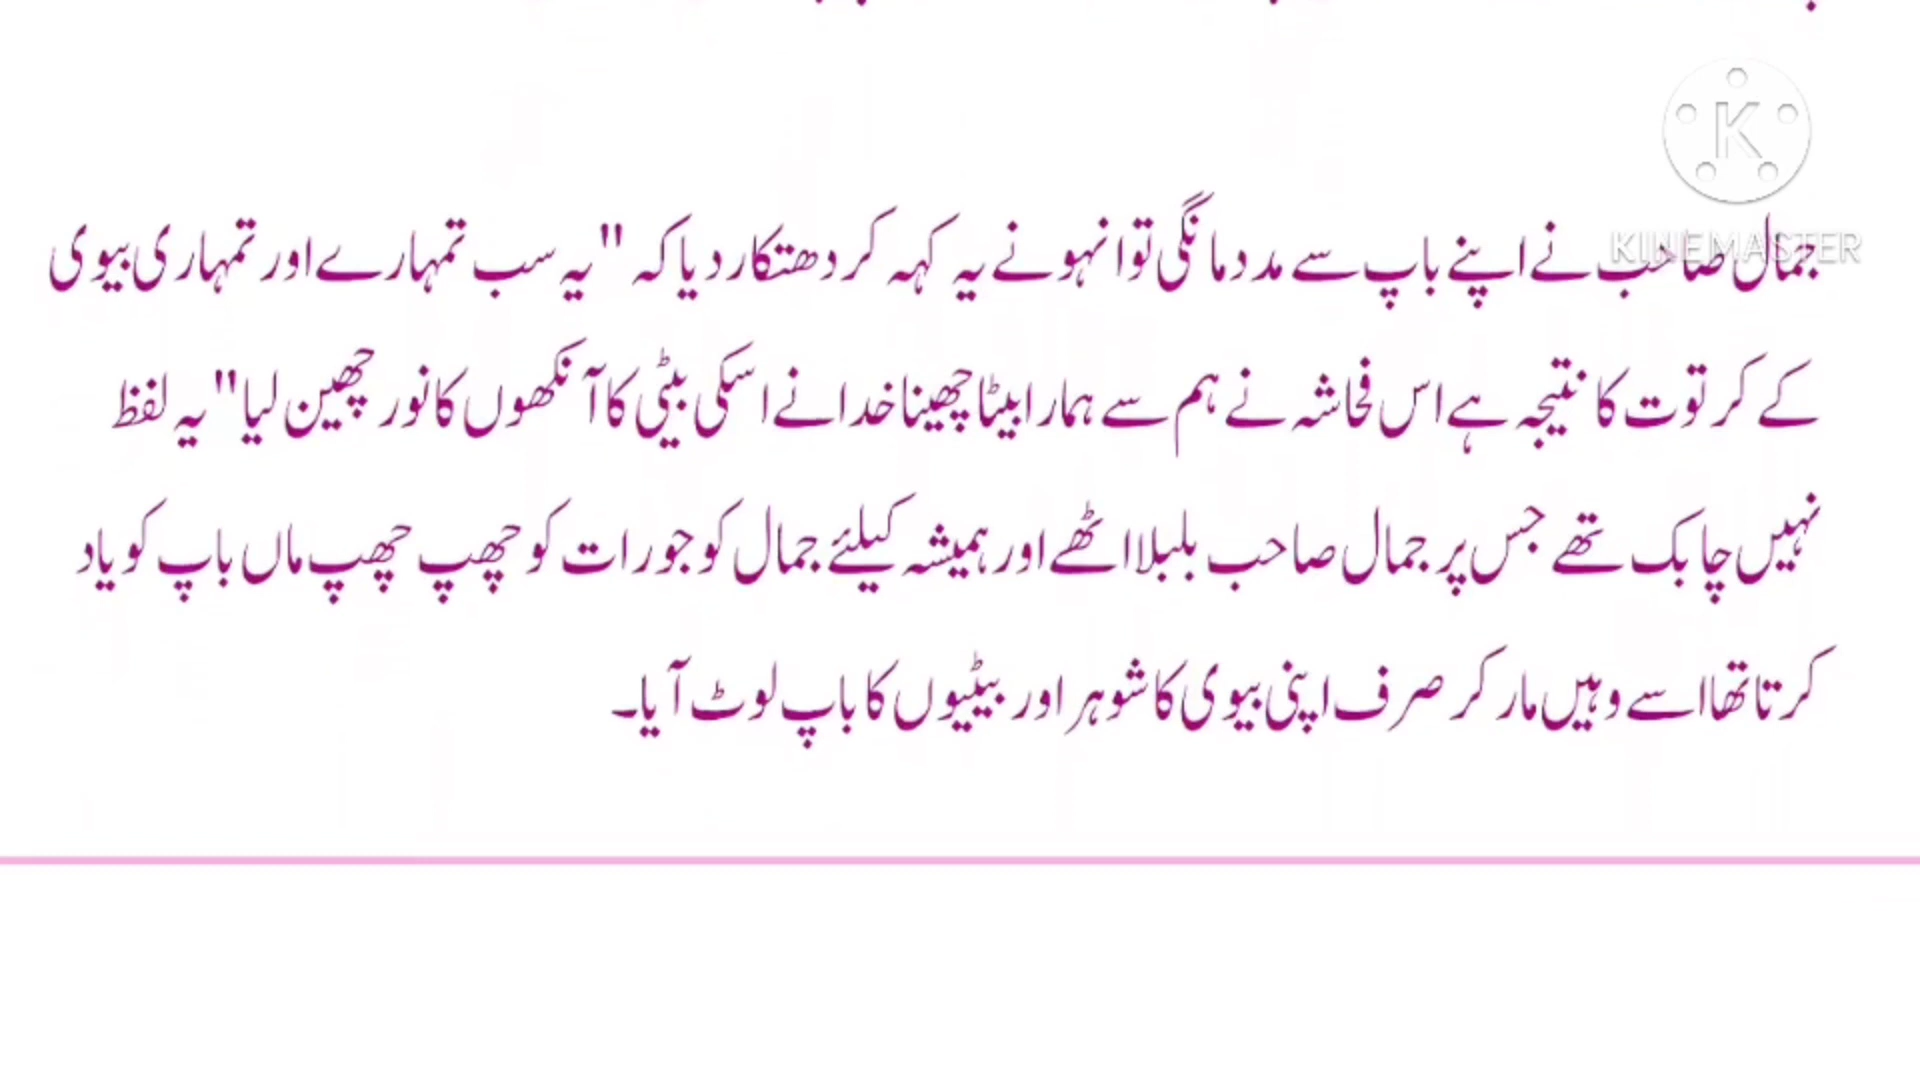 KINEMASTER
جمال صاحب نے اپنے باپ سے مدد مانگی تو انہو نے یہ کہہ کر دھتکار دیا کہ "یہ سب تمہارے اور تمہاری بیوی
کے کرتوت کا نتیجہ ہے اس فحاشہ نے ہم سے ہمارا بیٹا چھینا خدا نے اسکی بیٹی کا آنکھوں کا نور چھین لیا" یہ لفظ
نہیں چابک تھے جس پر جمال صاحب بلبلا اٹھے اور ہمیشہ کیلئے جمال کو جو رات کو چھپ چھپ ماں باپ کو یاد
کرتا تھا اسے وہیں مار کر صرف اپنی بیوی کا شوہر اور بیٹیوں کا باپ لوٹ آیا۔